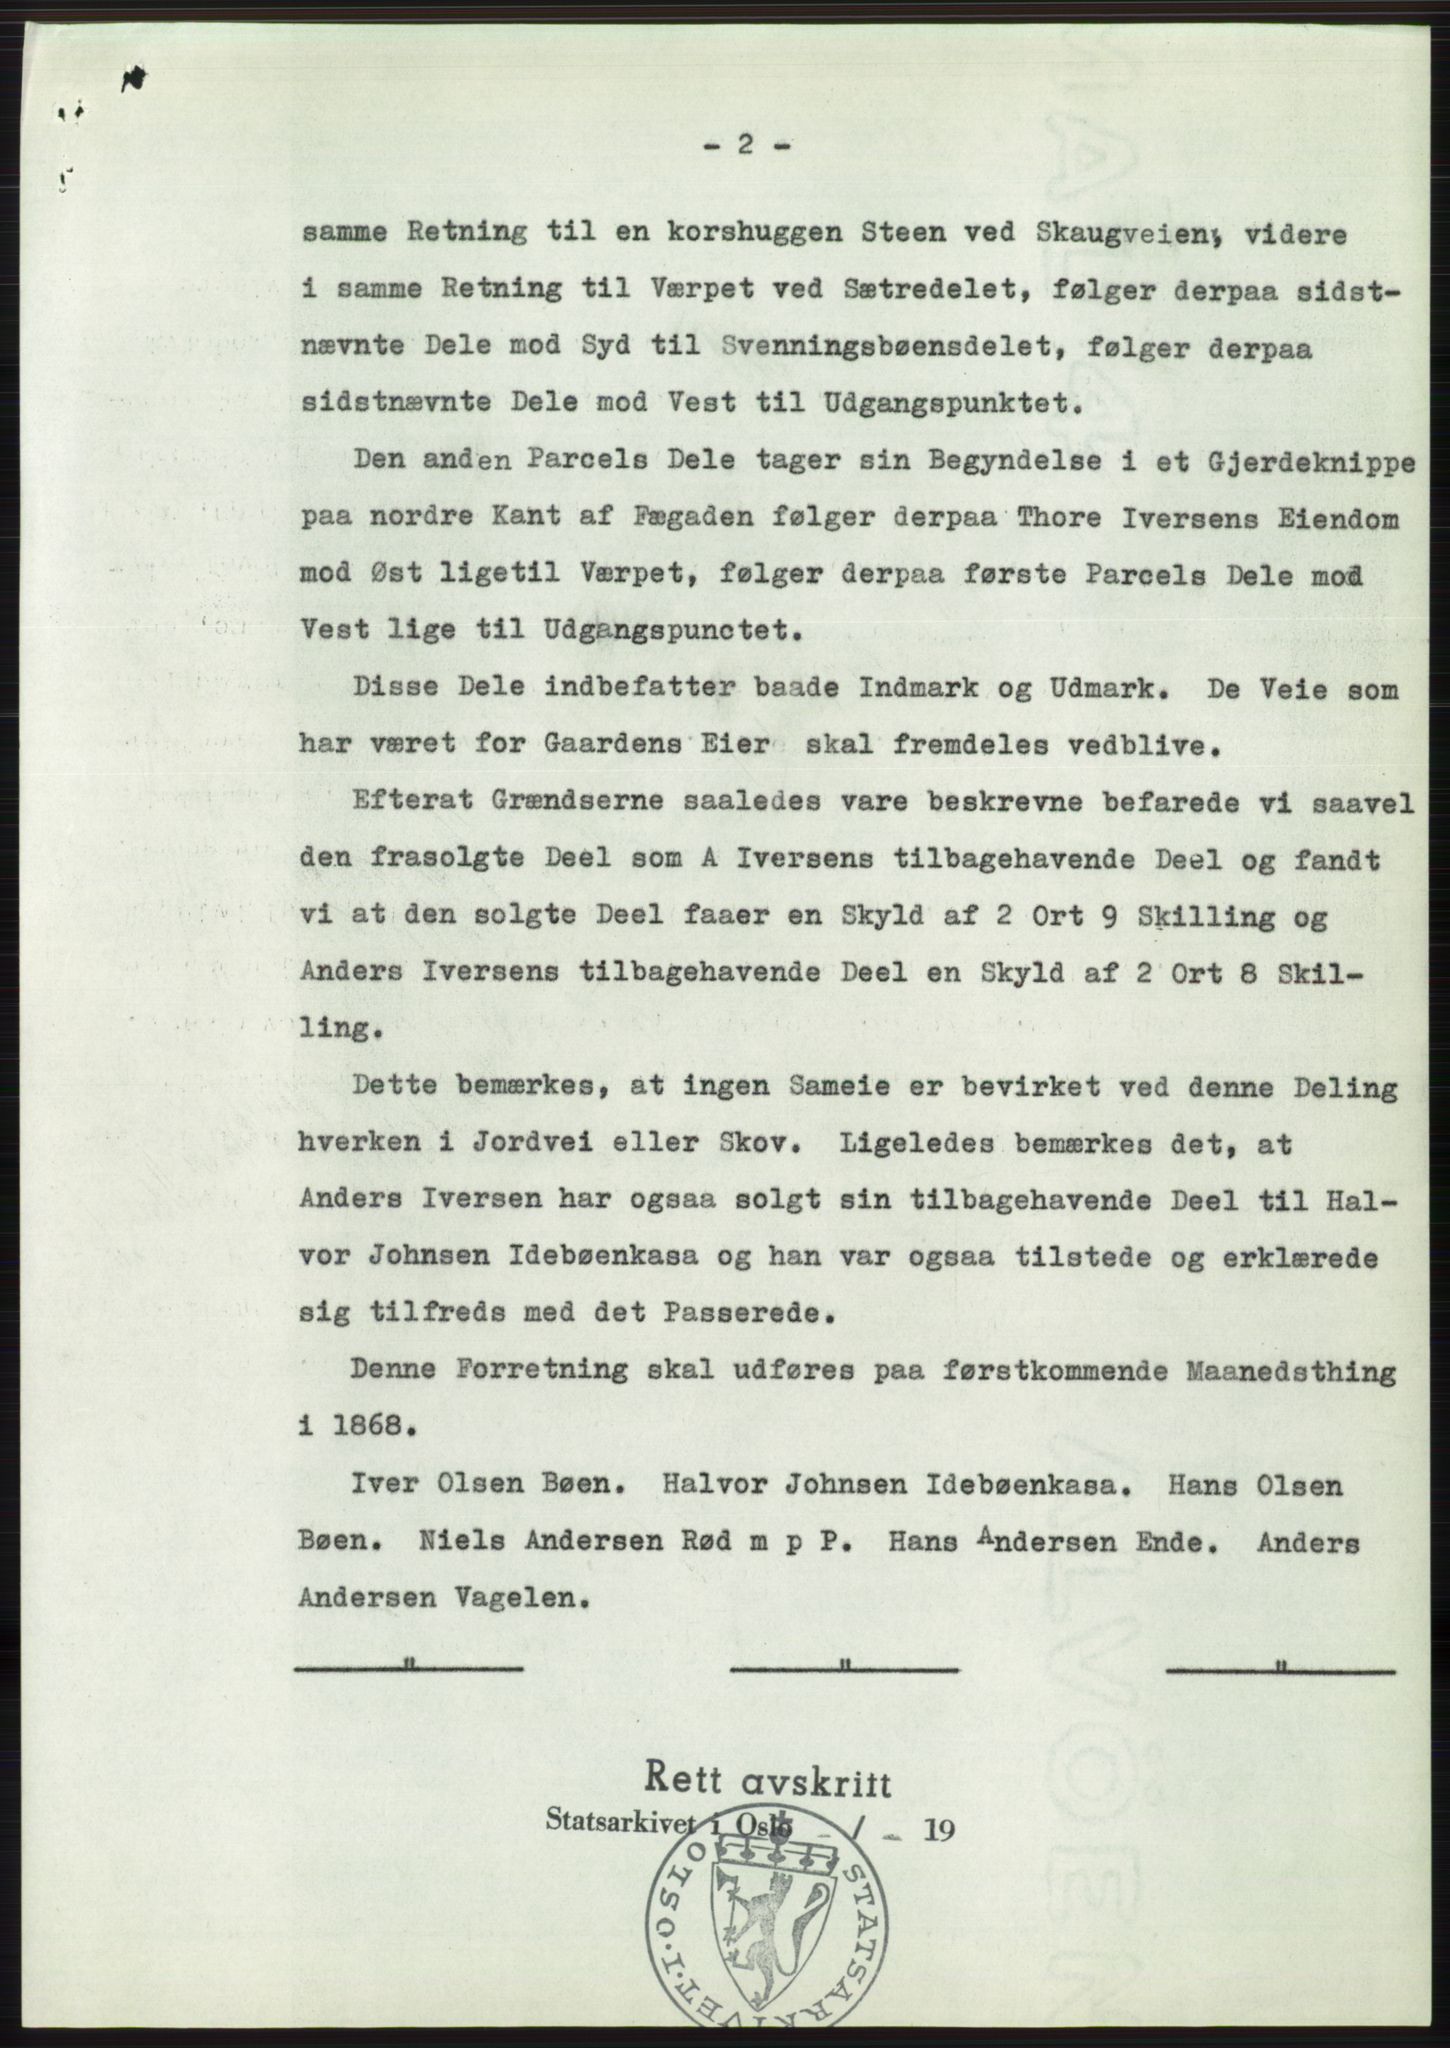 - 2 -
samme Retning til en korshuggen Steen ved Skaugveien, videre
i samme Retning til Værpet ved Sætredelet, følger derpaa sidst-
nævnte Dele mod Syd til Svenningsbøensdelet, følger derpaa
sidstnævnte Dele mod Vest til Udgangspunktet.
Den anden Parcels Dele tager sin Begyndelse i et Gjerdeknippe
paa nordre Kant af Fægaden følger derpaa Thore Iversens Eiendom
mod Øst ligetil Værpet, følger derpaa første Parcels Dele mod
Vest lige til Udgangspunctet.
Disse Dele indbefatter baade Indmark og Udmark. De Veie som
har været for Gaardens Eier skal fremdeles vedblive.
Efterat Grændserne saaledes vare beskrevne befarede vi saavel
den frasolgte Deel som A Iversens tilbagehavende Deel og fandt
vi at den solgte Deel faaer en Skyld af 2 Ort 9 Skilling og
Anders Iversens tilbagehavende Deel en Skyld af 2 Ort 8 Skil-
ling.
Dette bemærkes, at ingen Sameie er bevirket ved denne Deling
hverken i Jordvei eller Skov. Ligeledes bemærkes det, at
Anders Iversen har ogsaa solgt sin tilbagehavende Deel til Hal-
vor Johnsen Idebøenkasa og han var ogsaa tilstede og erklærede
sig tilfreds med det Passerede.
Denne Forretning skal udføres paa førstkommende Maanedsthing
i 1868.
Iver Olsen Bøen. Halvor Johnsen Idebøenkasa. Hans Olsen
Bøen. Niels Andersen Rød m p P. Hans Andersen Ende. Anders
Andersen Vagelen.
" " "
Rett avskritt
Statsarkivet i Oslo - / - 19
STATSARKIVET · I · OSLO